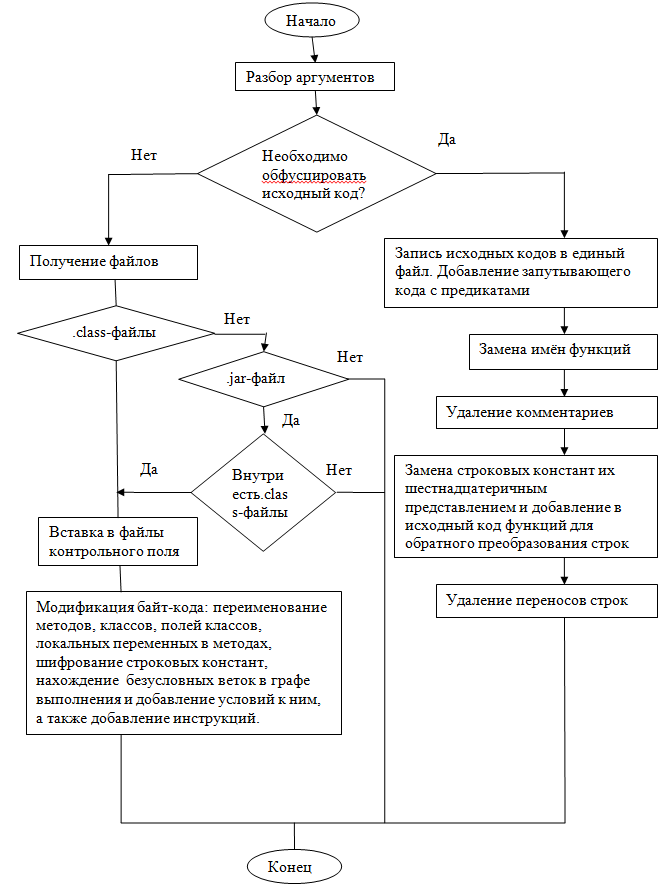 Начало
Разбор аргументов
Необходимо
обфусцировать
исходный код?
Нет
Да
Получение файлов
Запись исходных кодов в единый
файл. Добавление запутывающего
кода с предикатами
.class-файлы
Нет
Замена имён функций
.jar-файл
Нет
Да
Удаление комментариев
Внутри
есть.clas
s-файлы
Да
Нет
Замена строковых констант их
шестнадцатеричным
представлением и добавление в
исходный код функций для
обратного преобразования строк
Вставка в файлы
контрольного поля
Удаление переносов строк
Модификация байт-кода: переименование
методов, классов, полей классов,
локальных переменных в методах,
шифрование строковых констант,
нахождение безусловных веток в графе
выполнения и добавление условий к ним,
а также добавление инструкций.
Конец